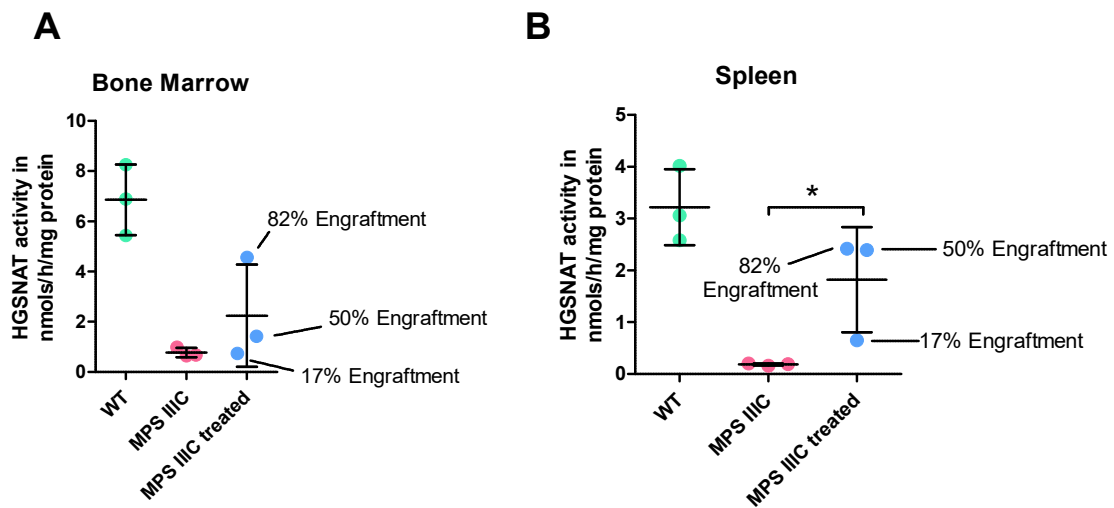 A
Bone Marrow
HGSNAT activity in
nmols/h/mg protein
10
8
6
4
2
0
82% Engraftment
50% Engraftment
17% Engraftment
WT
MPS IIIC
MPS IIIC treated
B
Spleen
HGSNAT activity in
nmols/h/mg protein
5
4
3
2
1
0
*
82%
Engraftment
50% Engraftment
17% Engraftment
WT
MPS IIIC
MPS IIIC treated